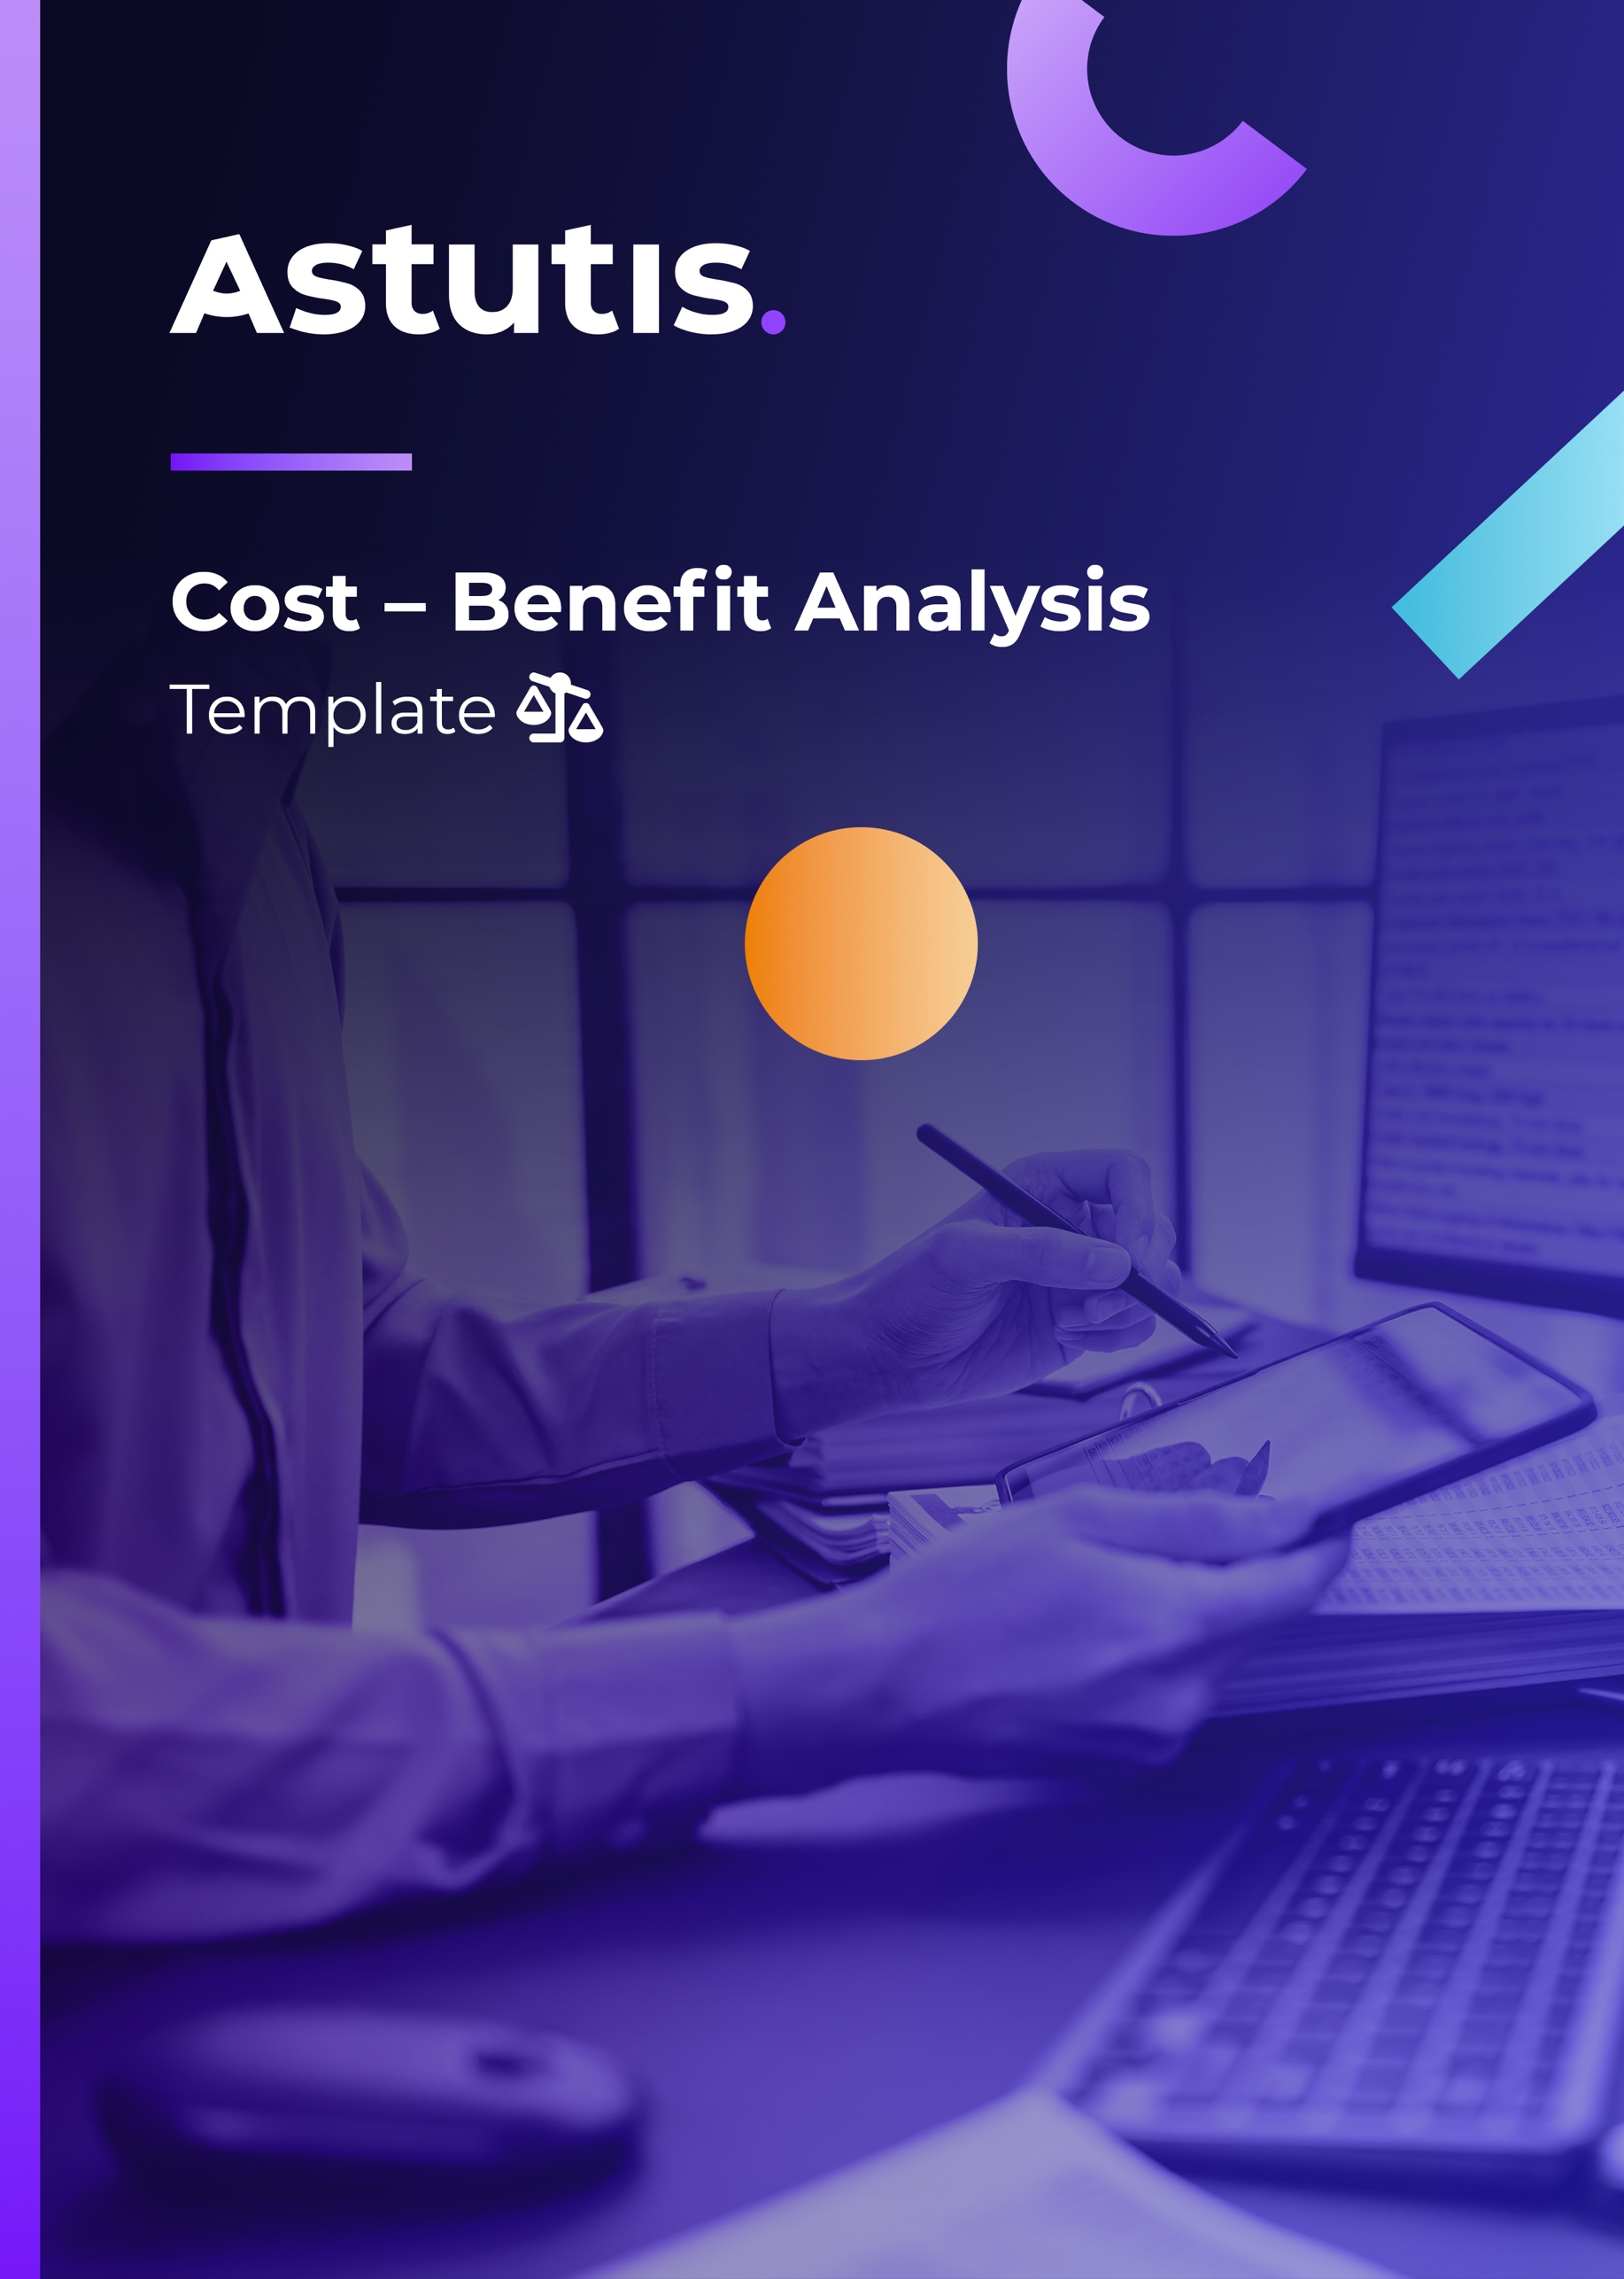 Astutis.
Cost – Benefit Analysis
Template